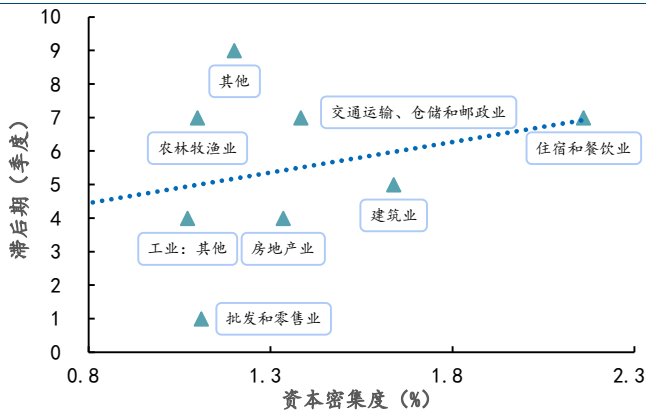 10
9
8
7
6
5
4
3
2
1
0
滞后期（季度）
其他
交通运输、仓储和邮政业
农林牧渔业
住宿和餐饮业
建筑业
工业：其他
房地产业
批发和零售业
0.8
1.3
1.8
2.3
资本密集度（%）